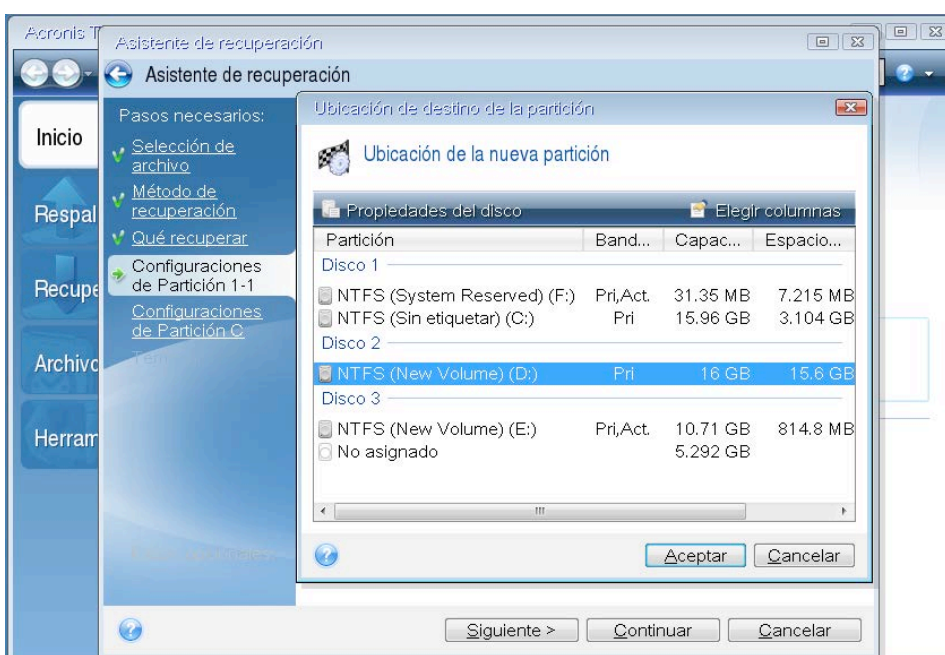 Acronis T
Asistente de recuperación
Asistente de recuperación
Inicio
Respal
Recupe
Archivo
Herram
Pasos necesarios:
Selección de
archivo
Método de
recuperación
Qué recuperar
Configuraciones
de Partición 1-1
Configuraciones
de Partición C
Ubicación de destino de la partición
Ubicación de la nueva partición
Propiedades del disco
Elegir columnas
Partición Band... Capac... Espacio...
Disco 1
NTFS (System Reserved) (F:) Pri,Act. 31.35 MB 7.215 MB
NTFS (Sin etiquetar) (C:) Pri 15.96 GB 3.104 GB
Disco 2
NTFS (New Volume) (D:) Pri 16 GB 15.6 GB
Disco 3
NTFS (New Volume) (E:) Pri,Act. 10.71 GB 814.8 MB
No asignado 5.292 GB
Aceptar Cancelar
Siguiente > Continuar Cancelar